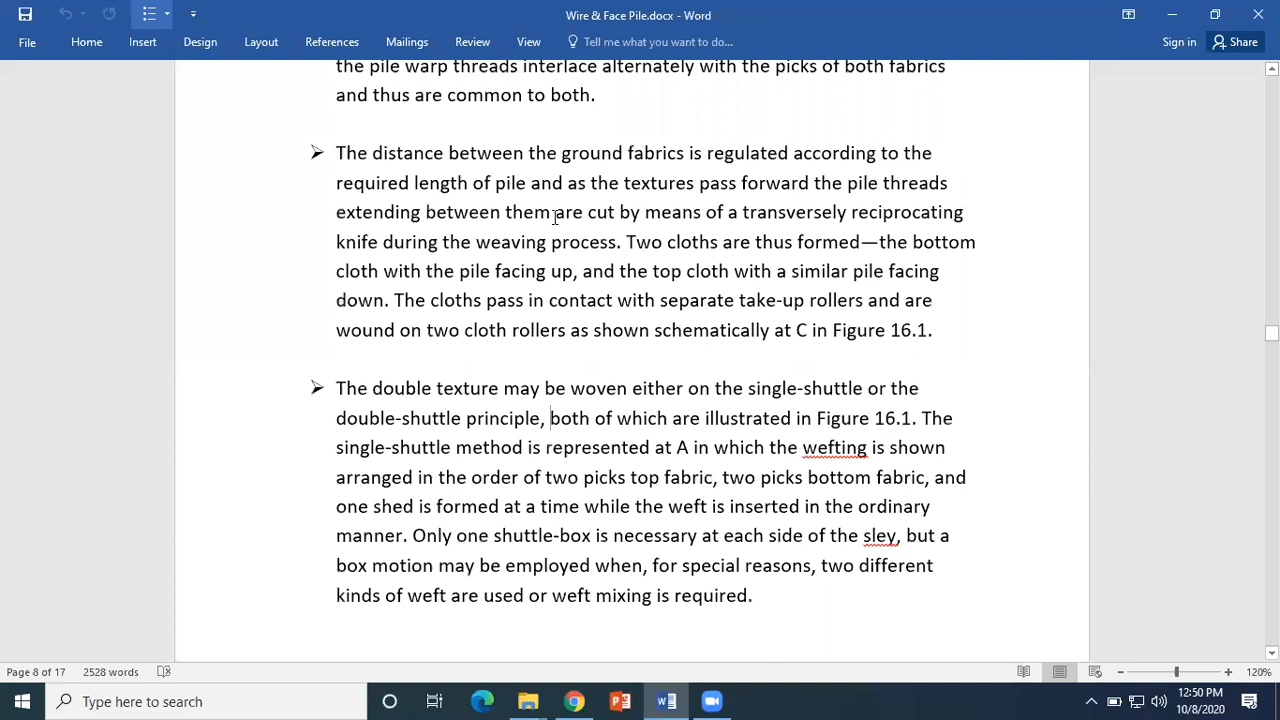 Wire & Face Pile.docx - Word
File Home Insert Design Layout References Mailings Review View Tell me what you want to do... Sign in Share
the pile warp threads interlace alternately with the picks of both fabrics
and thus are common to both.
➢ The distance between the ground fabrics is regulated according to the
required length of pile and as the textures pass forward the pile threads
extending between them are cut by means of a transversely reciprocating
knife during the weaving process. Two cloths are thus formed—the bottom
cloth with the pile facing up, and the top cloth with a similar pile facing
down. The cloths pass in contact with separate take-up rollers and are
wound on two cloth rollers as shown schematically at C in Figure 16.1.
➢ The double texture may be woven either on the single-shuttle or the
double-shuttle principle, both of which are illustrated in Figure 16.1. The
single-shuttle method is represented at A in which the wefting is shown
arranged in the order of two picks top fabric, two picks bottom fabric, and
one shed is formed at a time while the weft is inserted in the ordinary
manner. Only one shuttle-box is necessary at each side of the sley, but a
box motion may be employed when, for special reasons, two different
kinds of weft are used or weft mixing is required.
Page 8 of 17 2528 words 120%
Type here to search
12:50 PM
10/8/2020